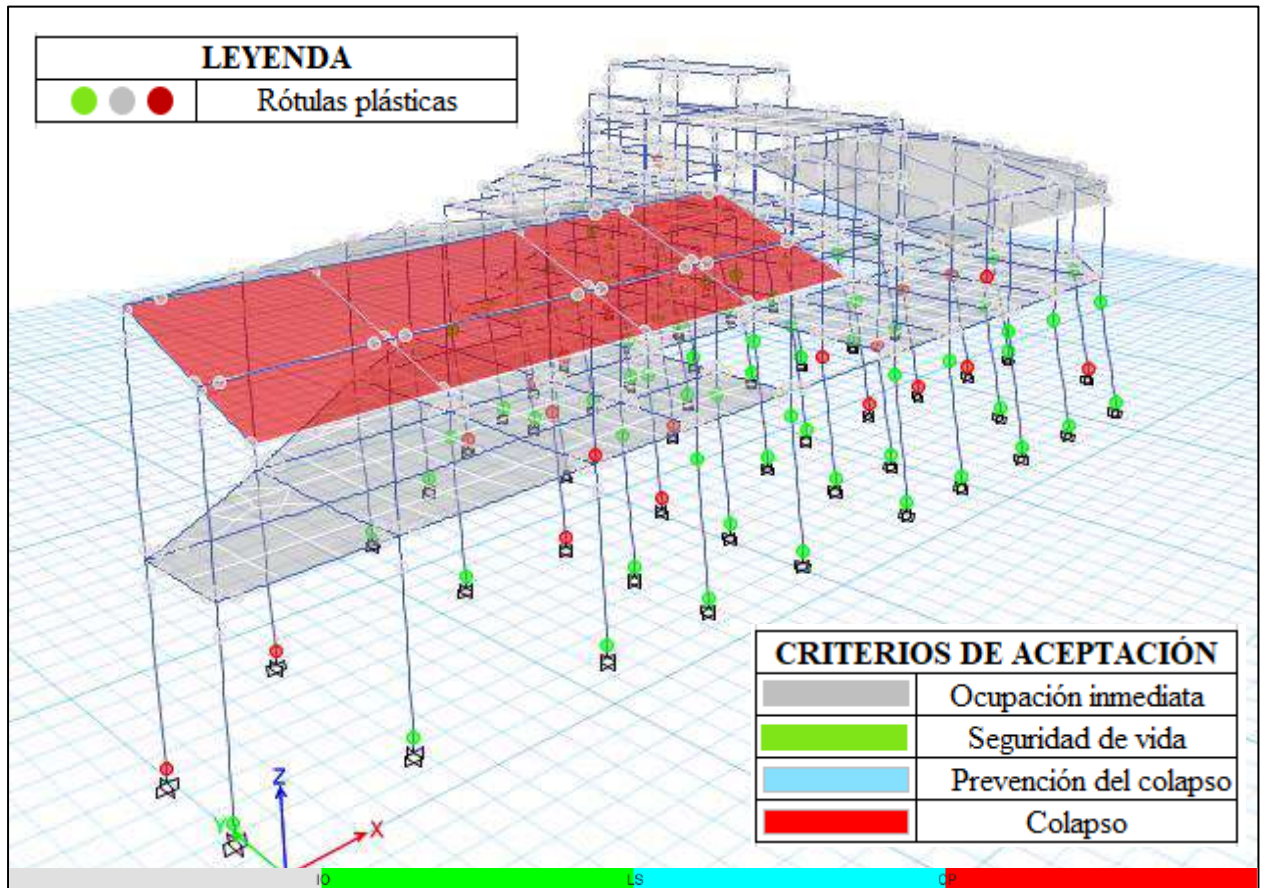 LEYENDA
Rótulas plásticas
CRITERIOS DE ACEPTACIÓN
Ocupación inmediata
Seguridad de vida
Prevención del colapso
Colapso
Z
Y
X
IO
LS
CP